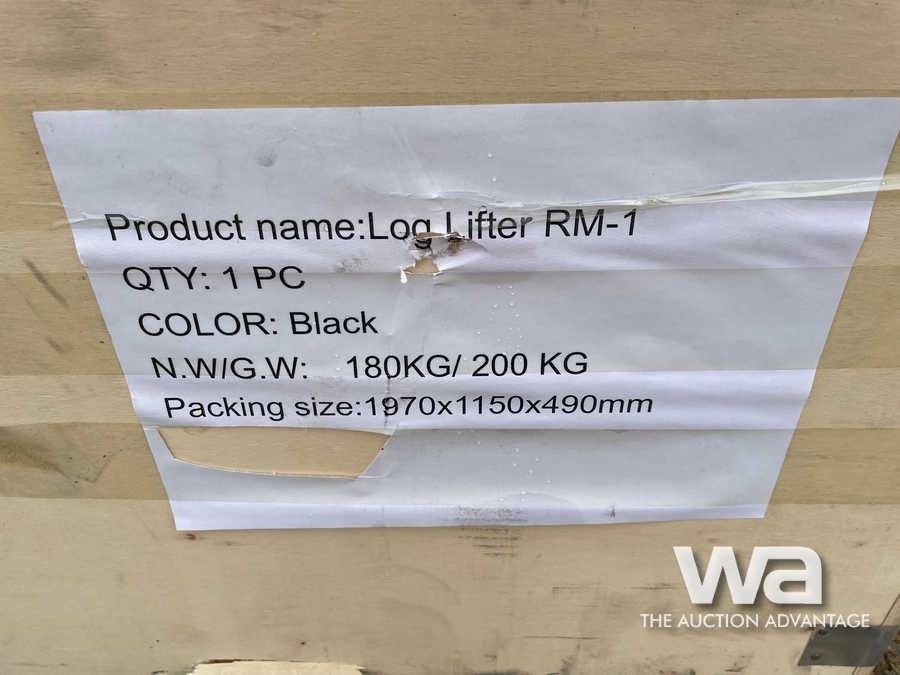 Product name:Log Lifter RM-1
QTY: 1 PC
COLOR: Black
N.W/G.W: 180KG/ 200 KG
Packing size:1970x1150x490mm
wa
THE AUCTION ADVANTAGE